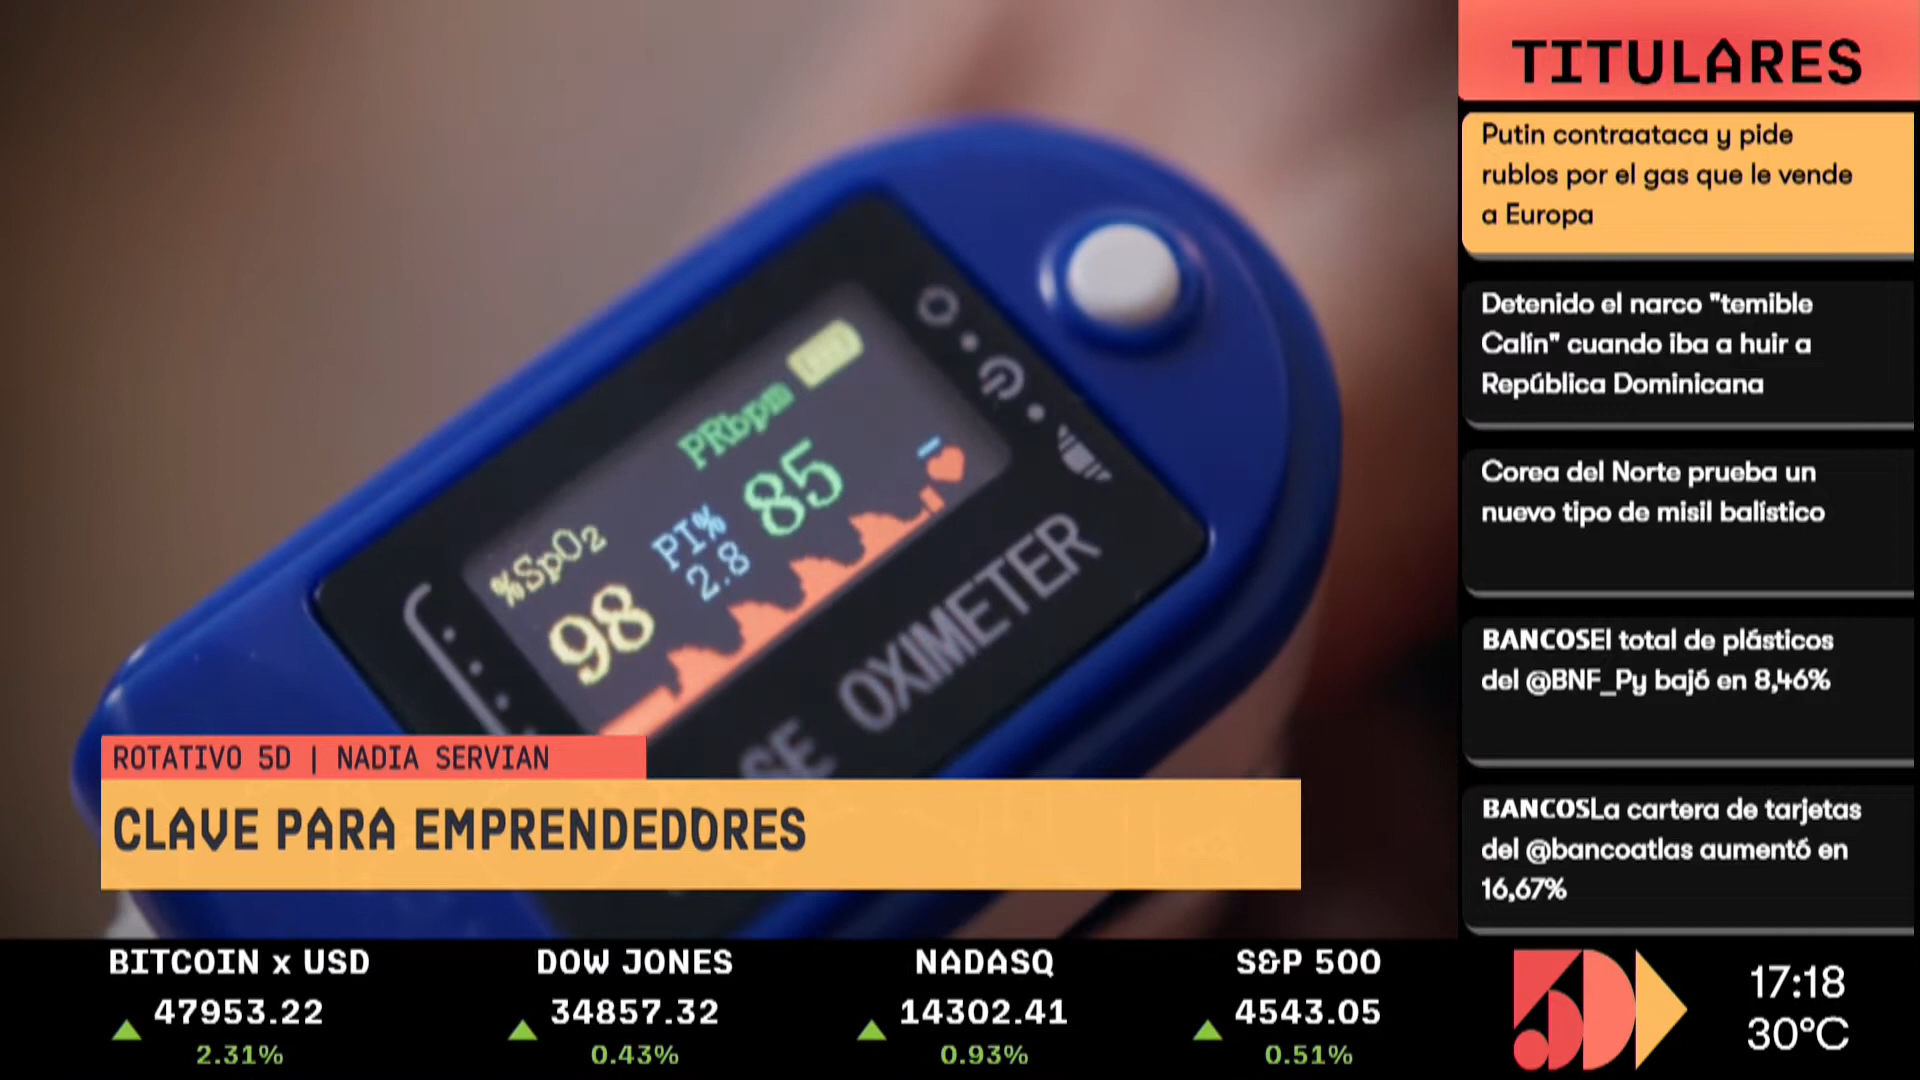 TITULARES
Putin contraataca y pide
rublos por el gas que le vende
a Europa
Detenido el narco "temible
Calín" cuando iba a huir a
República Dominicana
Corea del Norte prueba un
nuevo tipo de misil balístico
BANCOSEl total de plásticos
del @BNF_Py bajó en 8,46%
BANCOSLa cartera de tarjetas
del @bancoatlas aumentó en
16,67%
PRbpm
85
PI%
2.8
%SpO2
98
SE OXIMETER
ROTATIVO 5D | NADIA SERVIAN
CLAVE PARA EMPRENDEDORES
BITCOIN x USD
47953.22
2.31%
DOW JONES
34857.32
0.43%
NADASQ
14302.41
0.93%
S&P 500
4543.05
0.51%
5D
17:18
30°C